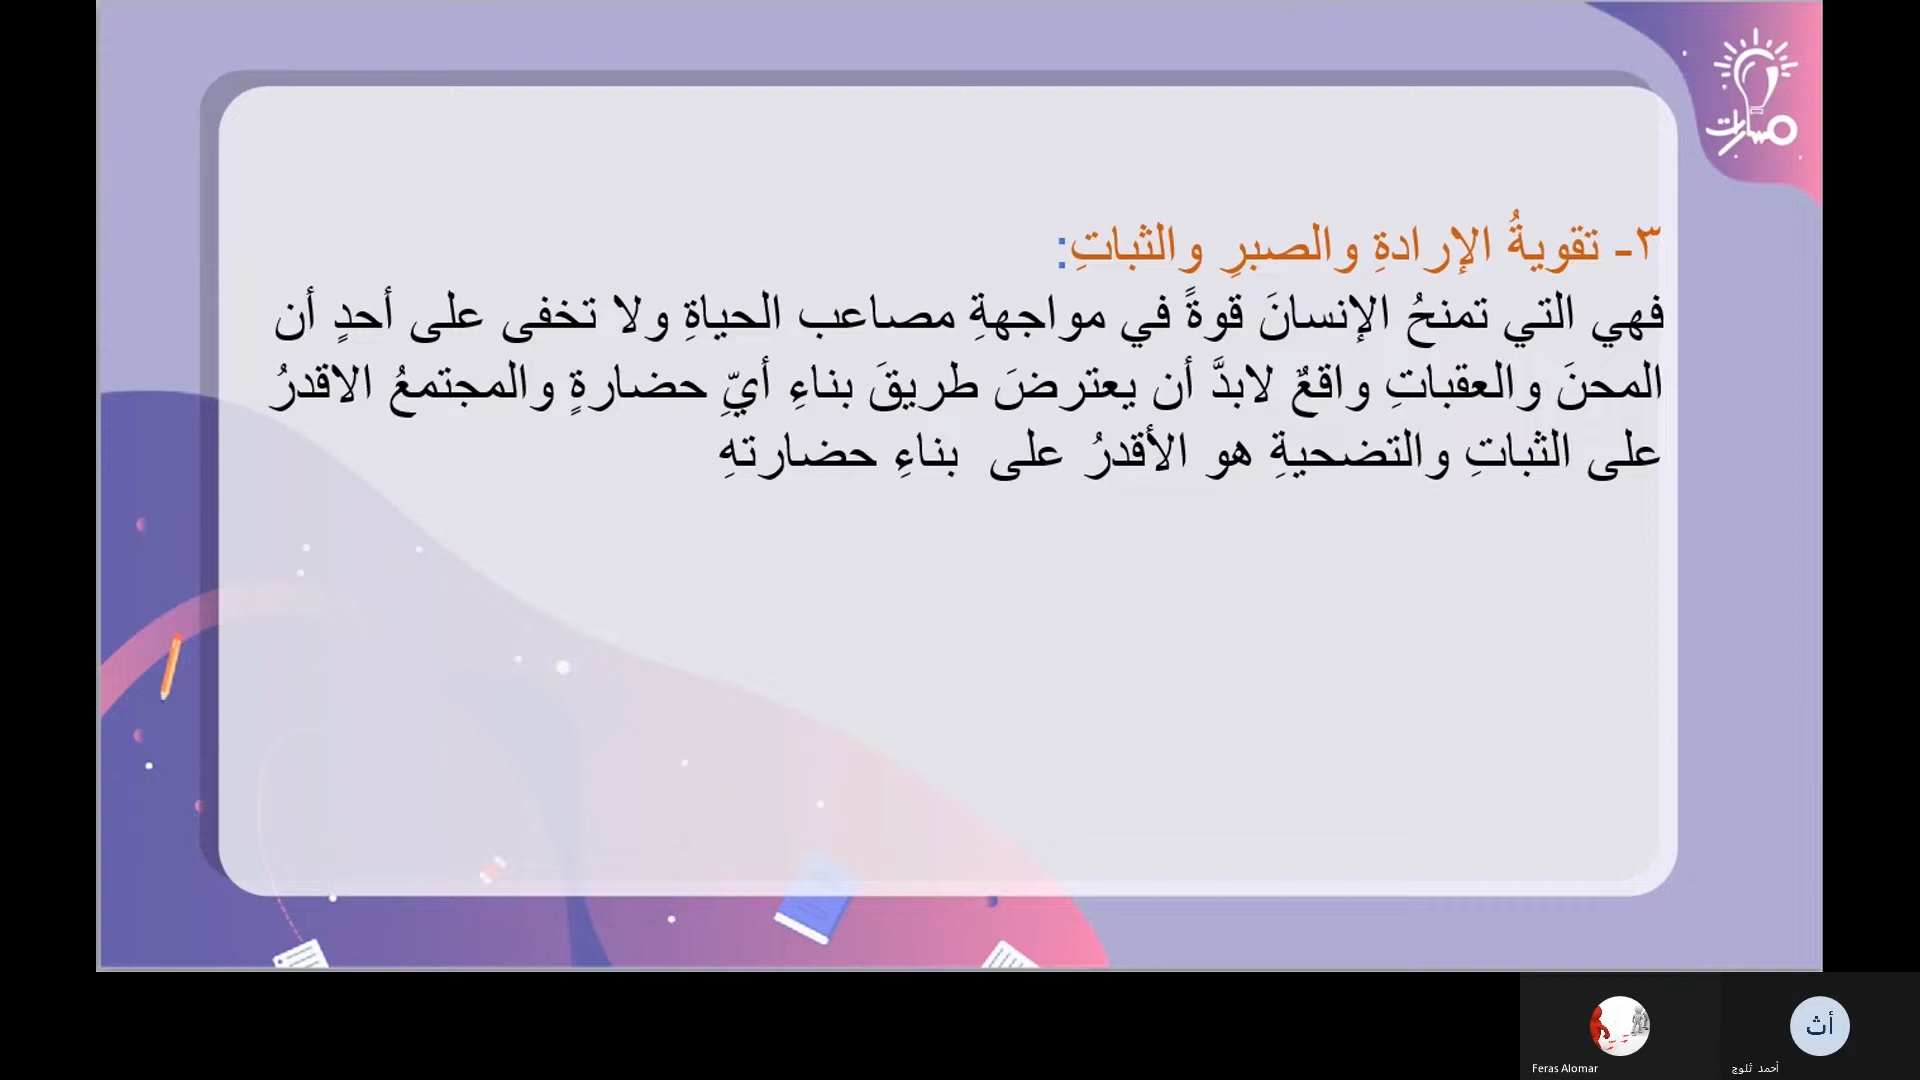 مسارات
٣- تقويةُ الإرادةِ والصبرِ والثباتِ:
فهي التي تمنحُ الإنسانَ قوةً في مواجهةِ مصاعب الحياةِ ولا تخفى على أحدٍ أن
المحنَ والعقباتِ واقعٌ لابدَّ أن يعترضَ طريقَ بناءِ أيِّ حضارةٍ والمجتمعُ الاقدرُ
على الثباتِ والتضحيةِ هو الأقدرُ على بناءِ حضارتهِ
أث
Feras Alomar
أحمد ثلوج